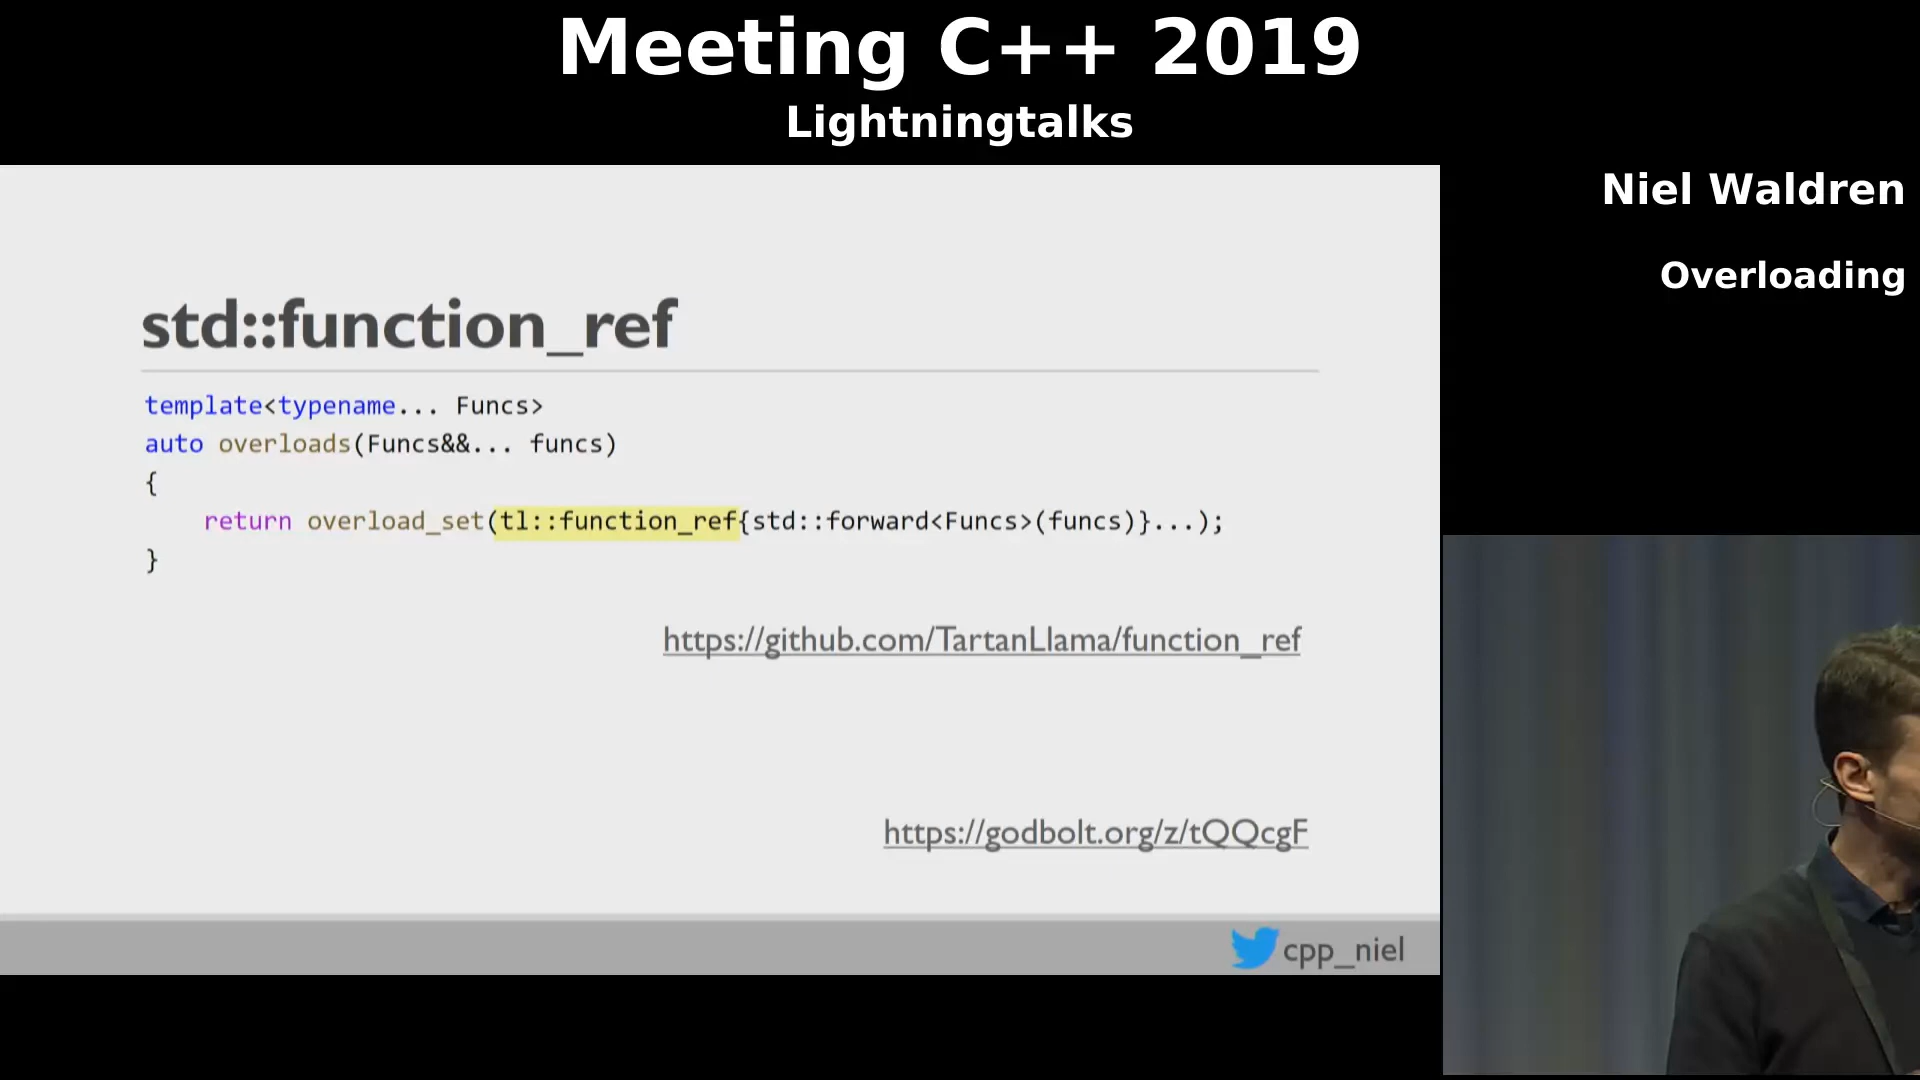 Meeting C++ 2019
Lightningtalks
Niel Waldren
Overloading
std::function_ref
template<typename... Funcs>
auto overloads(Funcs&&... funcs)
{
    return overload_set(tl::function_ref{std::forward<Funcs>(funcs)}...);
}
https://github.com/TartanLlama/function_ref
https://godbolt.org/z/tQQcgF
cpp_niel